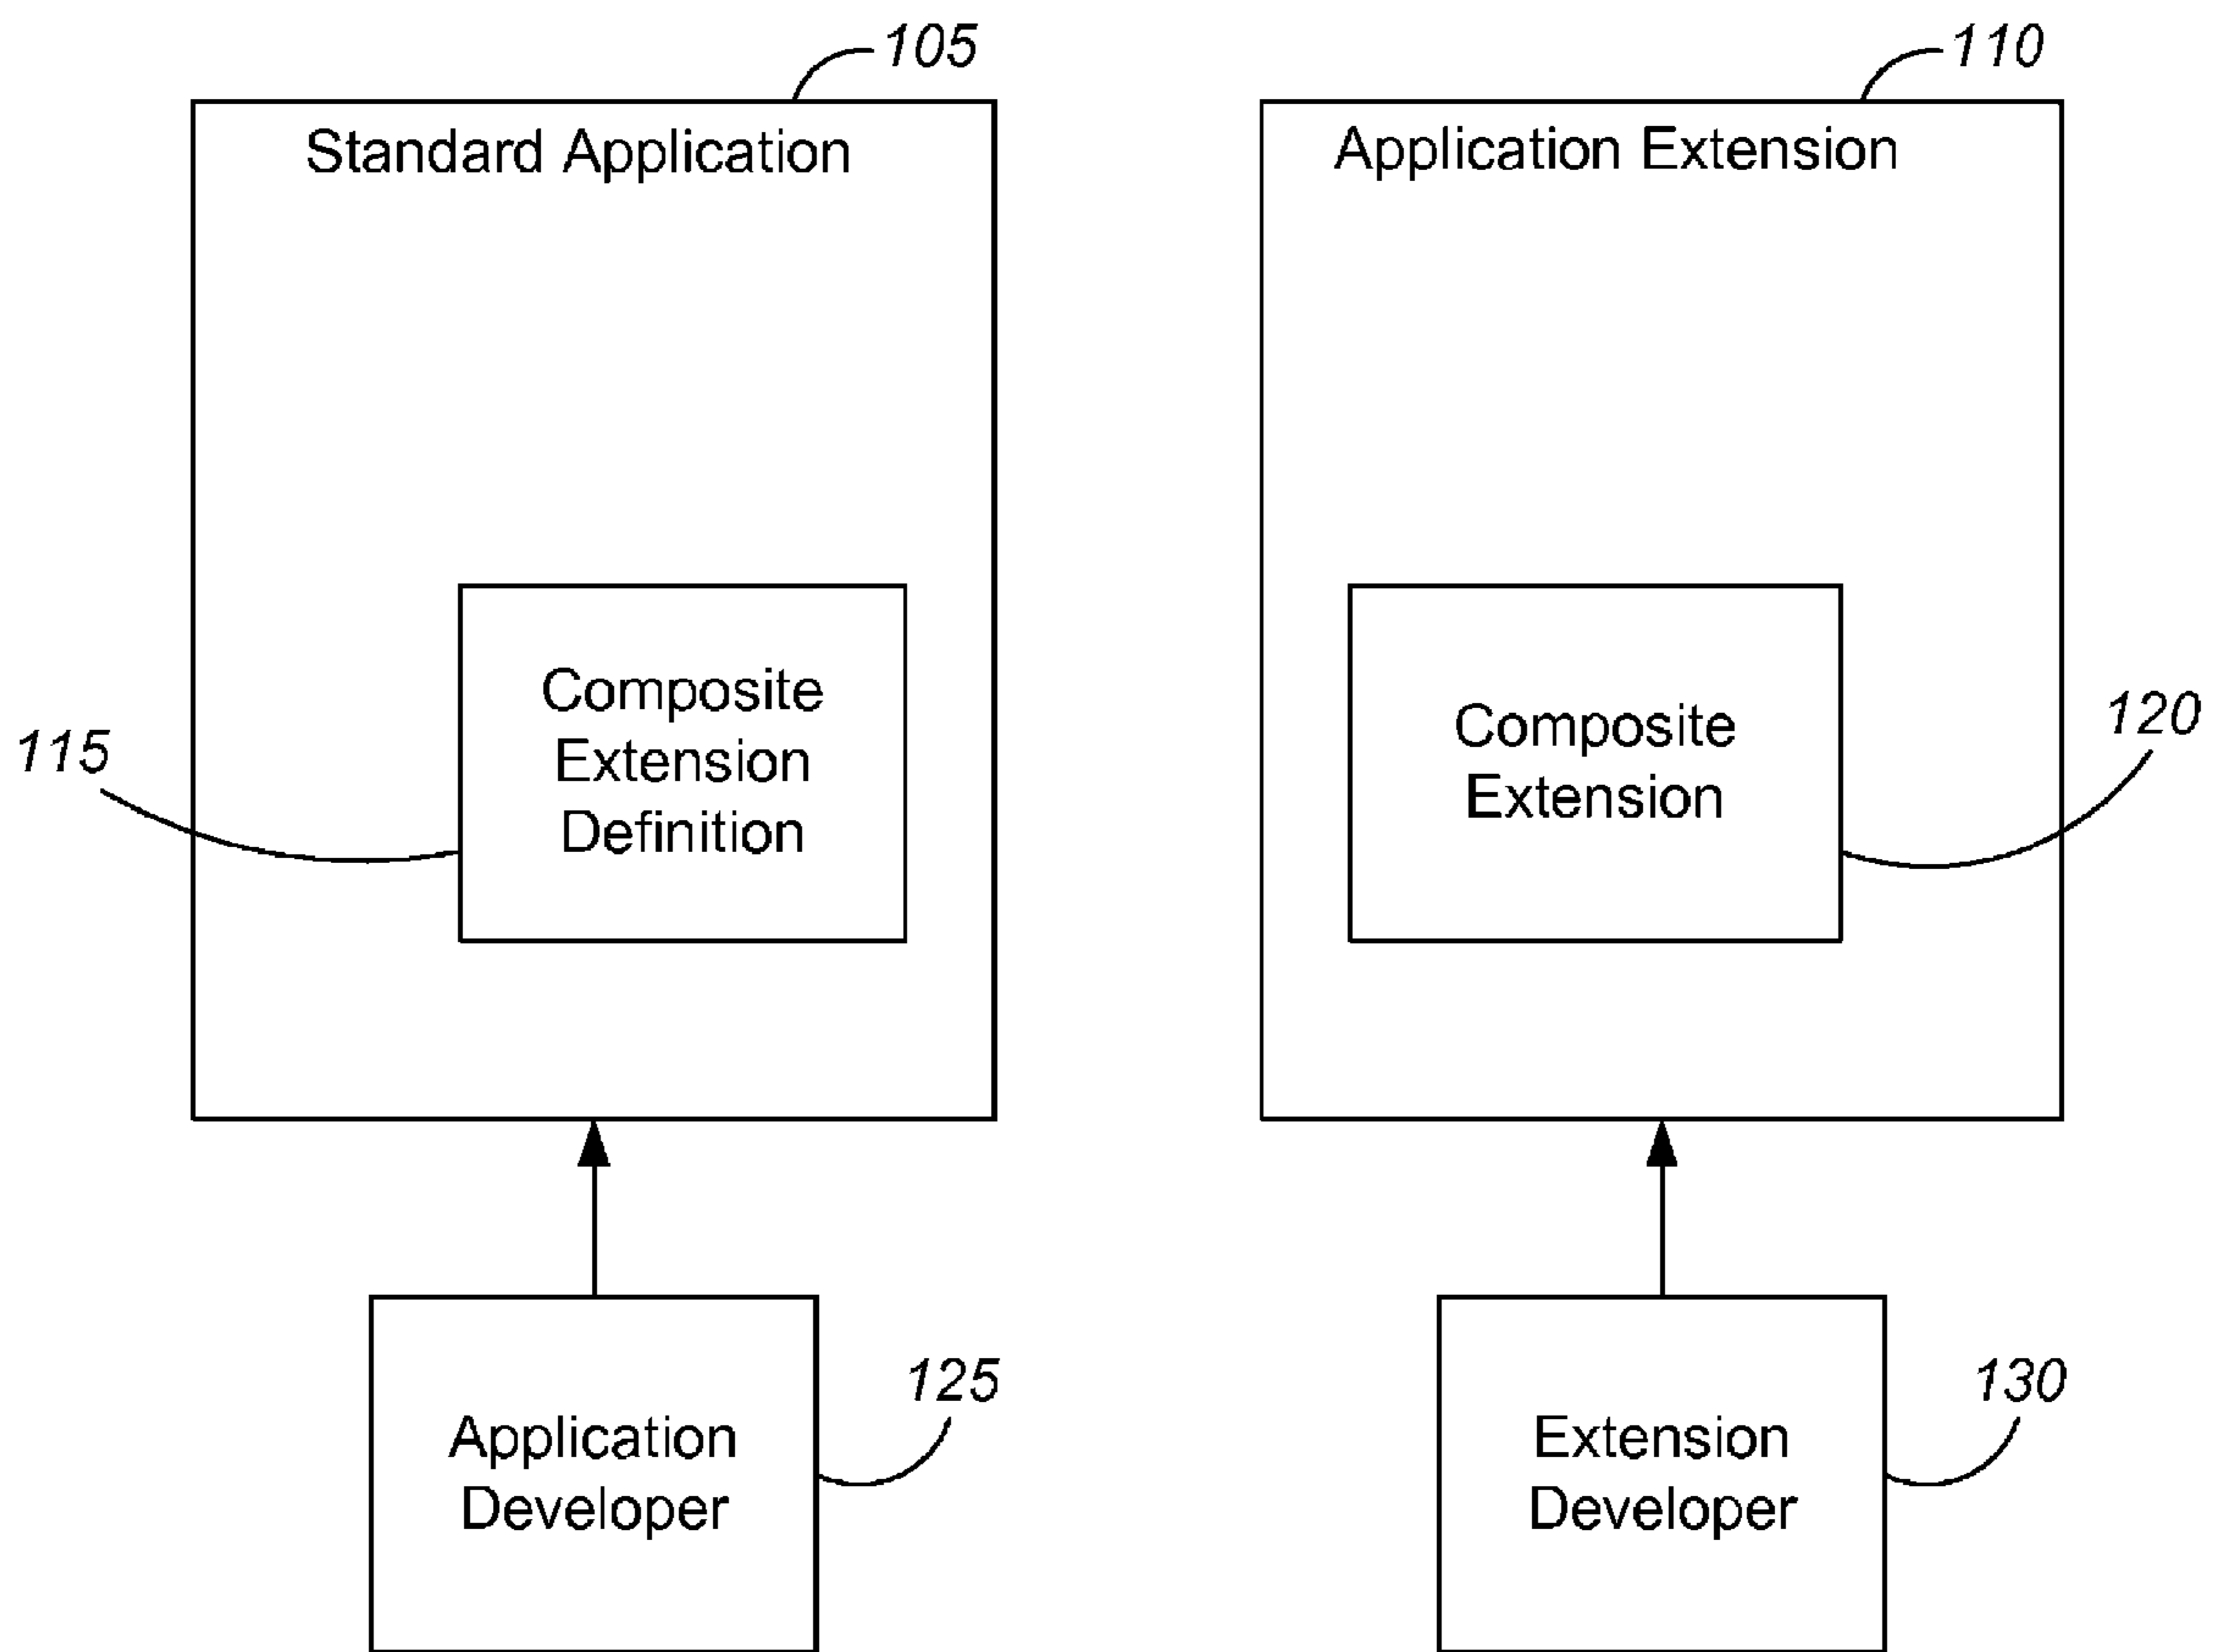 105
110
Standard Application
Application Extension
Composite
Extension
Definition
Composite
Extension
115
120
Application
Developer
125
Extension
Developer
130